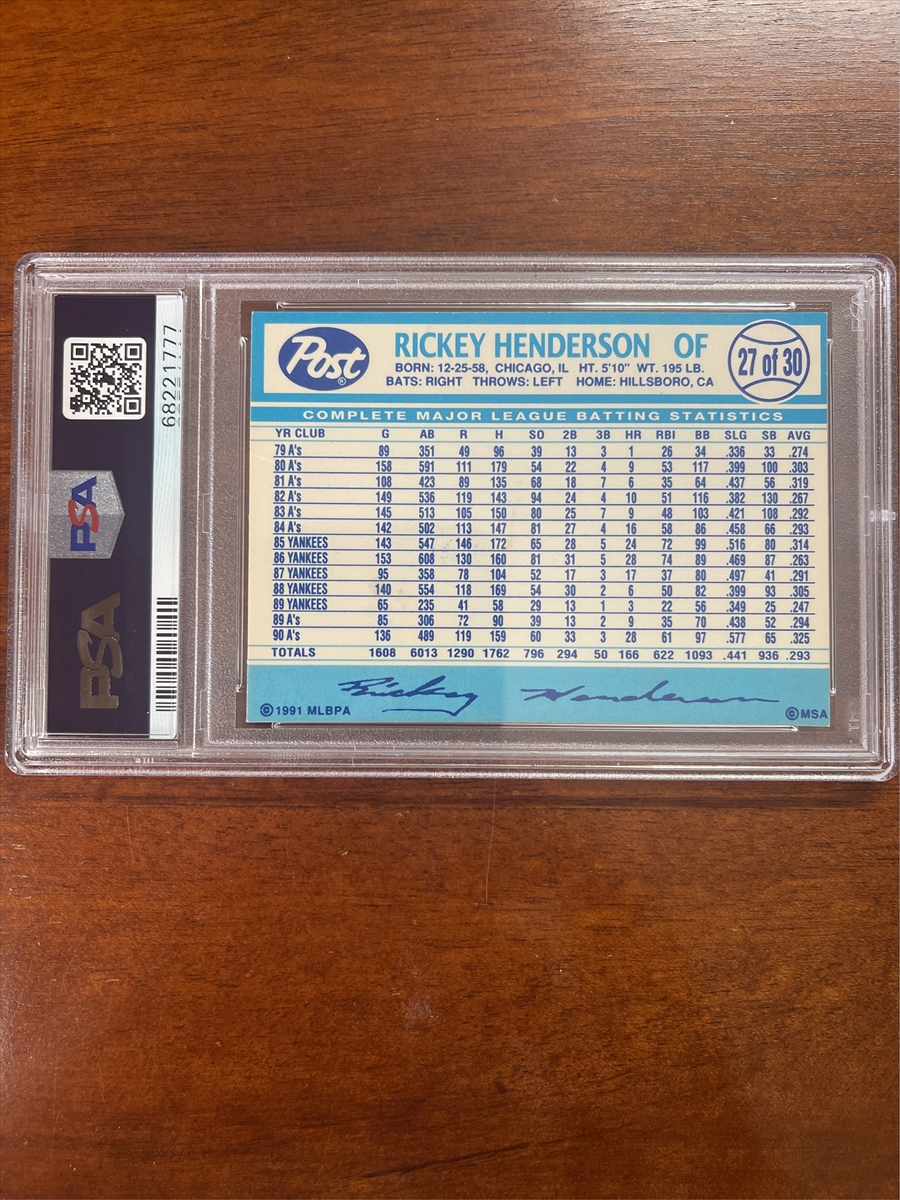 68221777
PSA
PSA
Post®
RICKEY HENDERSON OF
27 of 30
BORN: 12-25-58, CHICAGO, IL HT. 5'10" WT. 195 LB.
BATS: RIGHT THROWS: LEFT HOME: HILLSBORO, CA
COMPLETE MAJOR LEAGUE BATTING STATISTICS
YR CLUB G AB R H SO 2B 3B HR RBI BB SLG SB AVG
79 A's 89 351 49 96 39 13 3 1 26 34 .336 33 .274
80 A's 158 591 111 179 54 22 4 9 53 117 .399 100 .303
81 A's 108 423 89 135 68 18 7 6 35 64 .437 56 .319
82 A's 149 536 119 143 94 24 4 10 51 116 .382 130 .267
83 A's 145 513 105 150 80 25 7 9 48 103 .421 108 .292
84 A's 142 502 113 147 81 27 4 16 58 86 .458 66 .293
85 YANKEES 143 547 146 172 65 28 5 24 72 99 .516 80 .314
86 YANKEES 153 608 130 160 81 31 5 28 74 89 .469 87 .263
87 YANKEES 95 358 78 104 52 17 3 17 37 80 .497 41 .291
88 YANKEES 140 554 118 169 54 30 2 6 50 82 .399 93 .305
89 YANKEES 65 235 41 58 29 13 1 3 22 56 .349 25 .247
89 A's 85 306 72 90 39 13 2 9 35 70 .438 52 .294
90 A's 136 489 119 159 60 33 3 28 61 97 .577 65 .325
TOTALS 1608 6013 1290 1762 796 294 50 166 622 1093 .441 936 .293
Rickey Henderson
©1991 MLBPA
©MSA